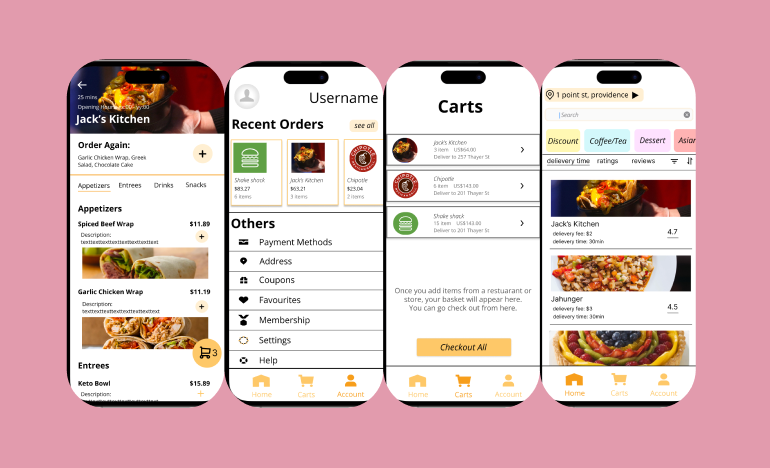 25 mins
Opening Hours
Jack's Kitchen
Order Again:
Garlic Chicken Wrap, Greek
Salad, Chocolate Cake
Appetizers Entrees Drinks Snacks
Appetizers
Spiced Beef Wrap $11.89
Description:
texttexttexttexttexttexttext
Garlic Chicken Wrap $11.19
Description:
texttexttexttexttexttexttext
3
Entrees
Keto Bowl $15.89
Description:
Username
Recent Orders see all
Shake shack
$83,27
6 items
Jack's Kitchen
$63,21
3 items
CHIPOTLE
Chipotle
$23,04
2 items
Others
Payment Methods
Address
Coupons
Favourites
Membership
Settings
Help
Home Carts Account
Carts
Jack's Kitchen
3 item US$64.00
Deliver to 257 Thayer St
Chipotle
6 item US$143.00
Deliver to 201 Thayer St
Shake shack
15 item US$143.00
Deliver to 201 Thayer St
Once you add items from a restuarant or
store, your basket will appear here.
You can go check out from here.
Checkout All
Home Carts Account
1 point st, providence
Search
Discount Coffee/Tea Dessert Asian
delievery time ratings reviews
Jack's Kitchen
delivery fee: $2
delivery time: 30min
4.7
Jahunger
delivery fee: $3
delivery time: 30min
4.5
Home Carts Account